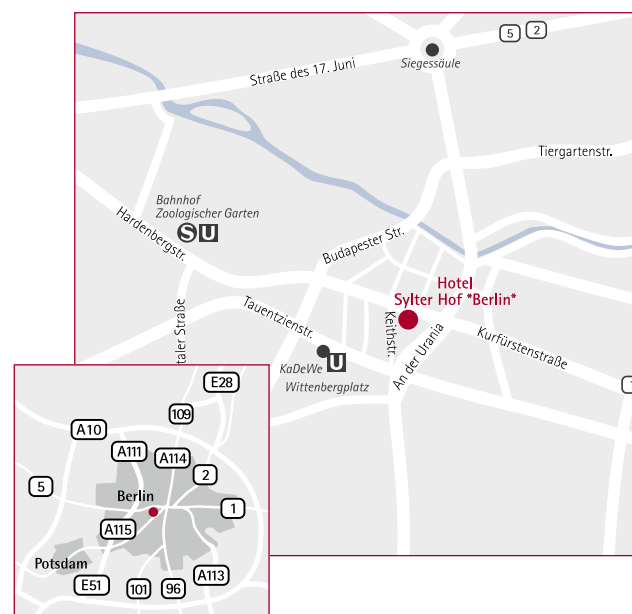 5
2
Siegessäule
Straße des 17. Juni
Tiergartenstr.
Bahnhof
Zoologischer Garten
S U
Hardenbergstr.
Budapester Str.
Hotel
Sylter Hof *Berlin*
Tauentzienstr.
Keithstr.
An der Urania
Kurfürstenstraße
taler Straße
KaDeWe
U
Wittenbergplatz
1
E28
109
A10
A111
A114
2
5
Berlin
1
A115
Potsdam
E51
101
96
A113